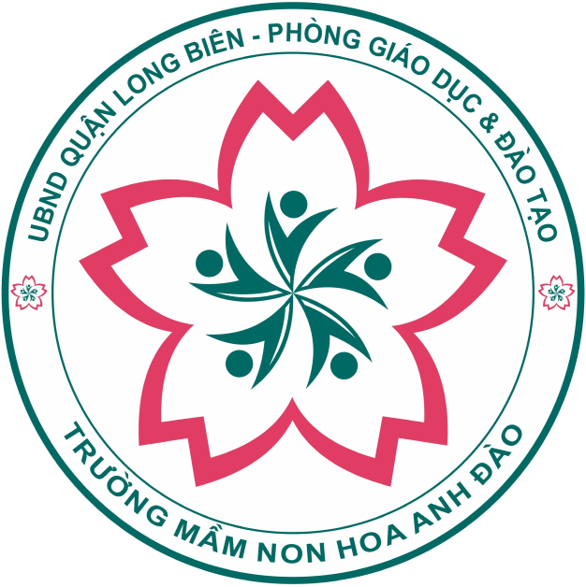 UBND QUẬN LONG BIÊN - PHÒNG GIÁO DỤC & ĐÀO TẠO
TRƯỜNG MẦM NON HOA ANH ĐÀO